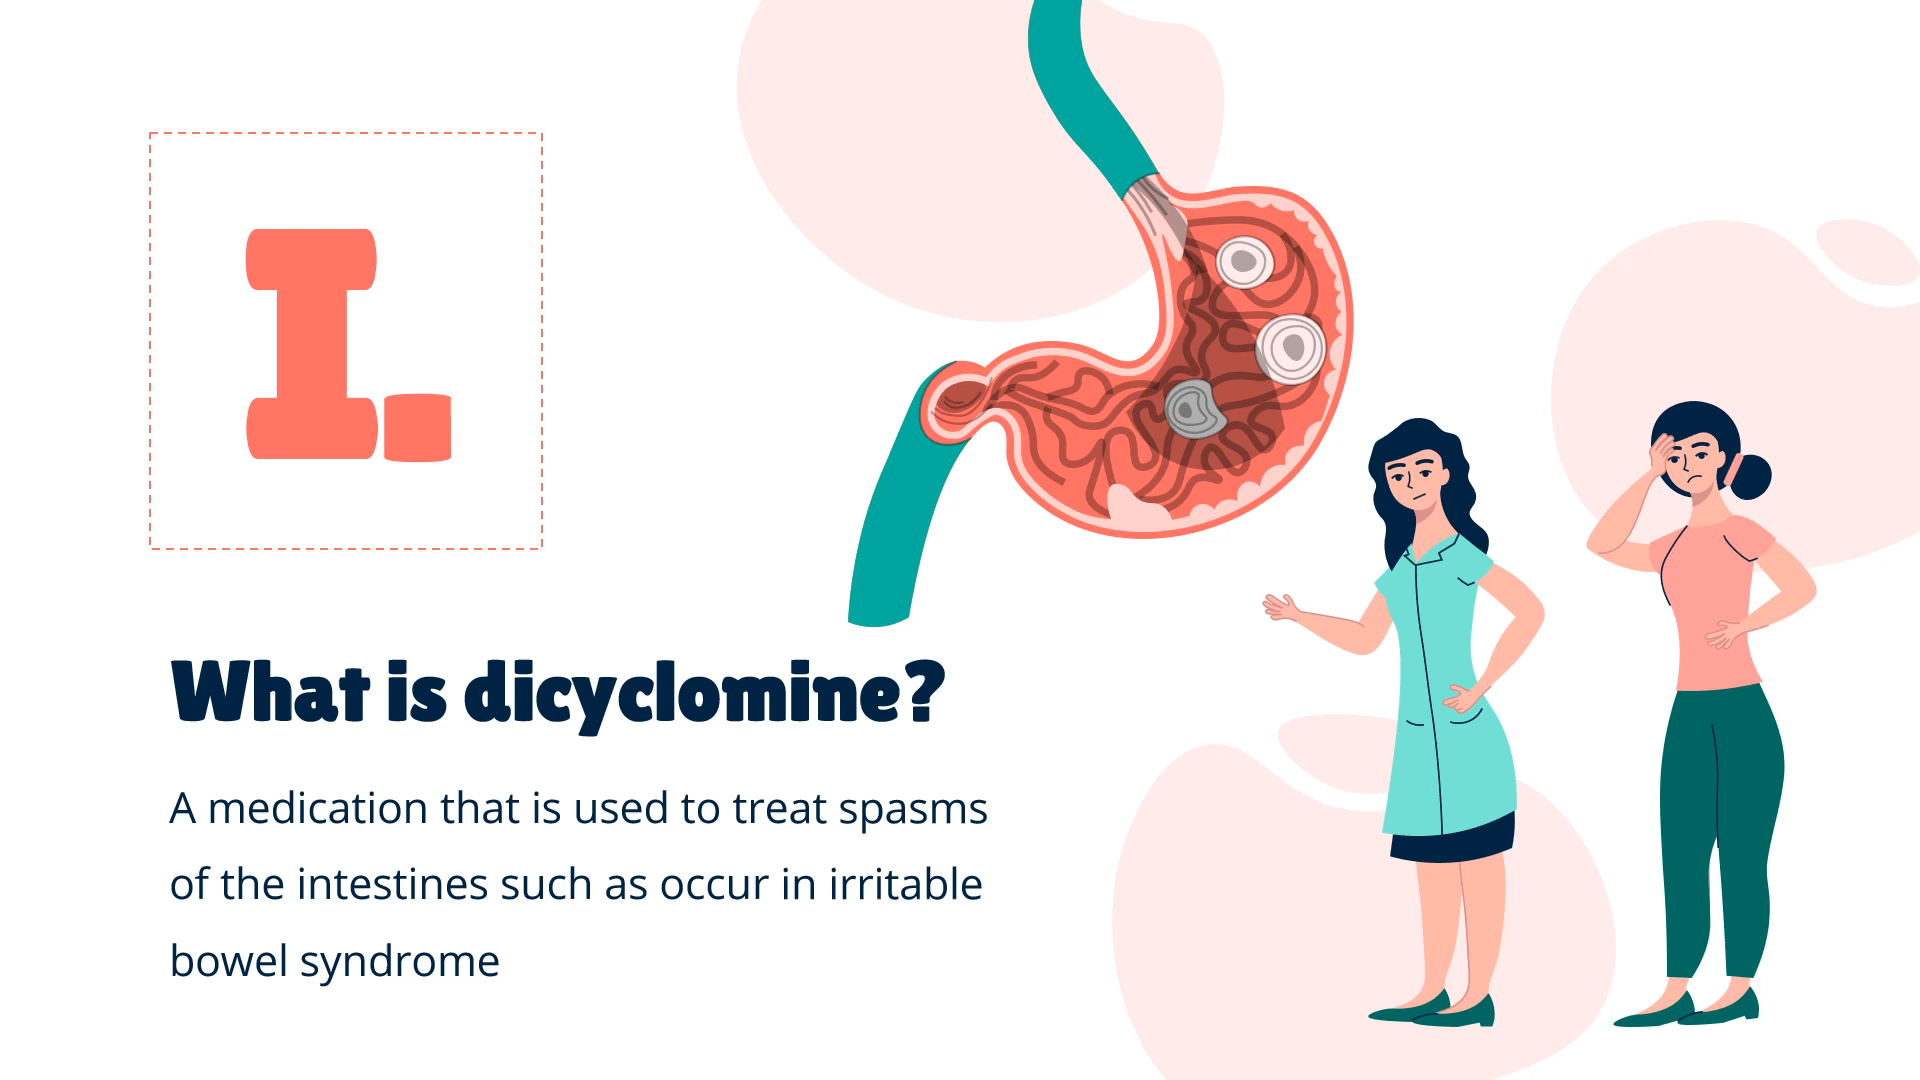 I.
What is dicyclomine?
A medication that is used to treat spasms
of the intestines such as occur in irritable
bowel syndrome